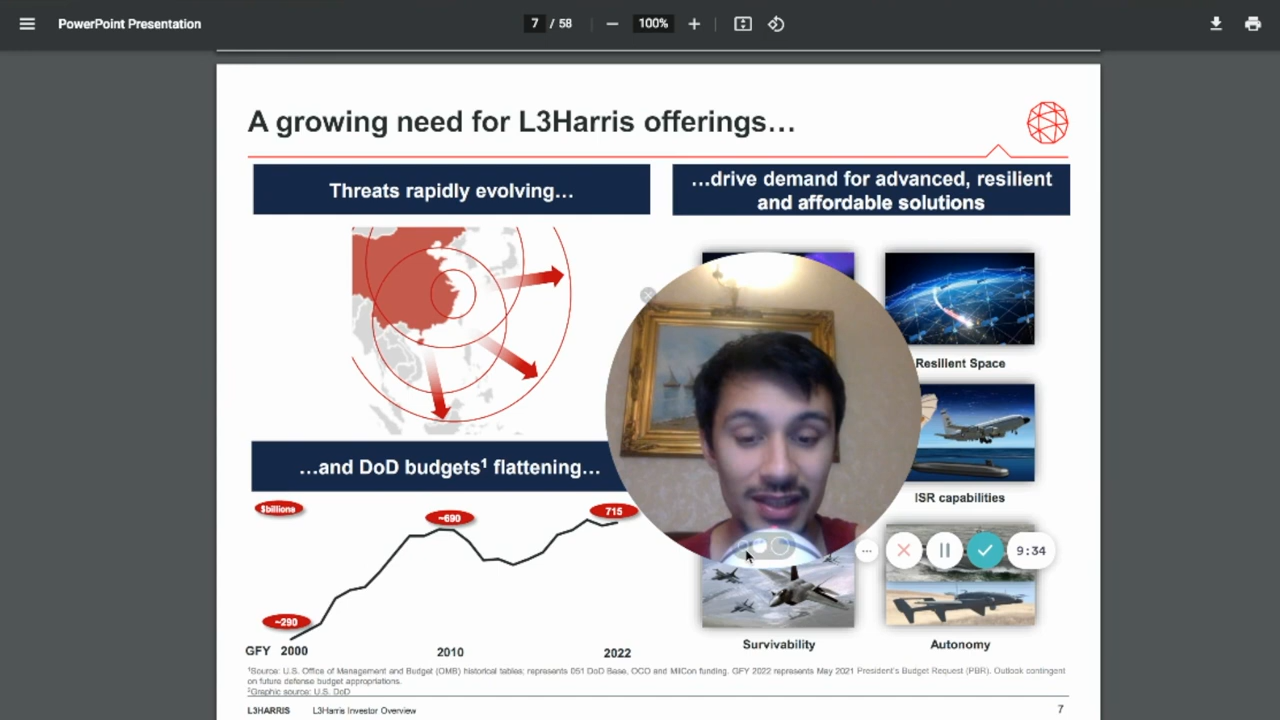 PowerPoint Presentation
7 / 58
100%
A growing need for L3Harris offerings…
Threats rapidly evolving…
…drive demand for advanced, resilient
and affordable solutions
Resilient Space
…and DoD budgets¹ flattening…
ISR capabilities
$billions
~690
715
9:34
~290
Survivability
Autonomy
GFY 2000
2010
2022
¹Source: U.S. Office of Management and Budget (OMB) historical tables; represents 051 DoD Base, OCO and MilCon funding. GFY 2022 represents May 2021 President's Budget Request (PBR). Outlook contingent
on future defense budget appropriations.
²Graphic source: U.S. DoD
L3HARRIS
L3Harris Investor Overview
7